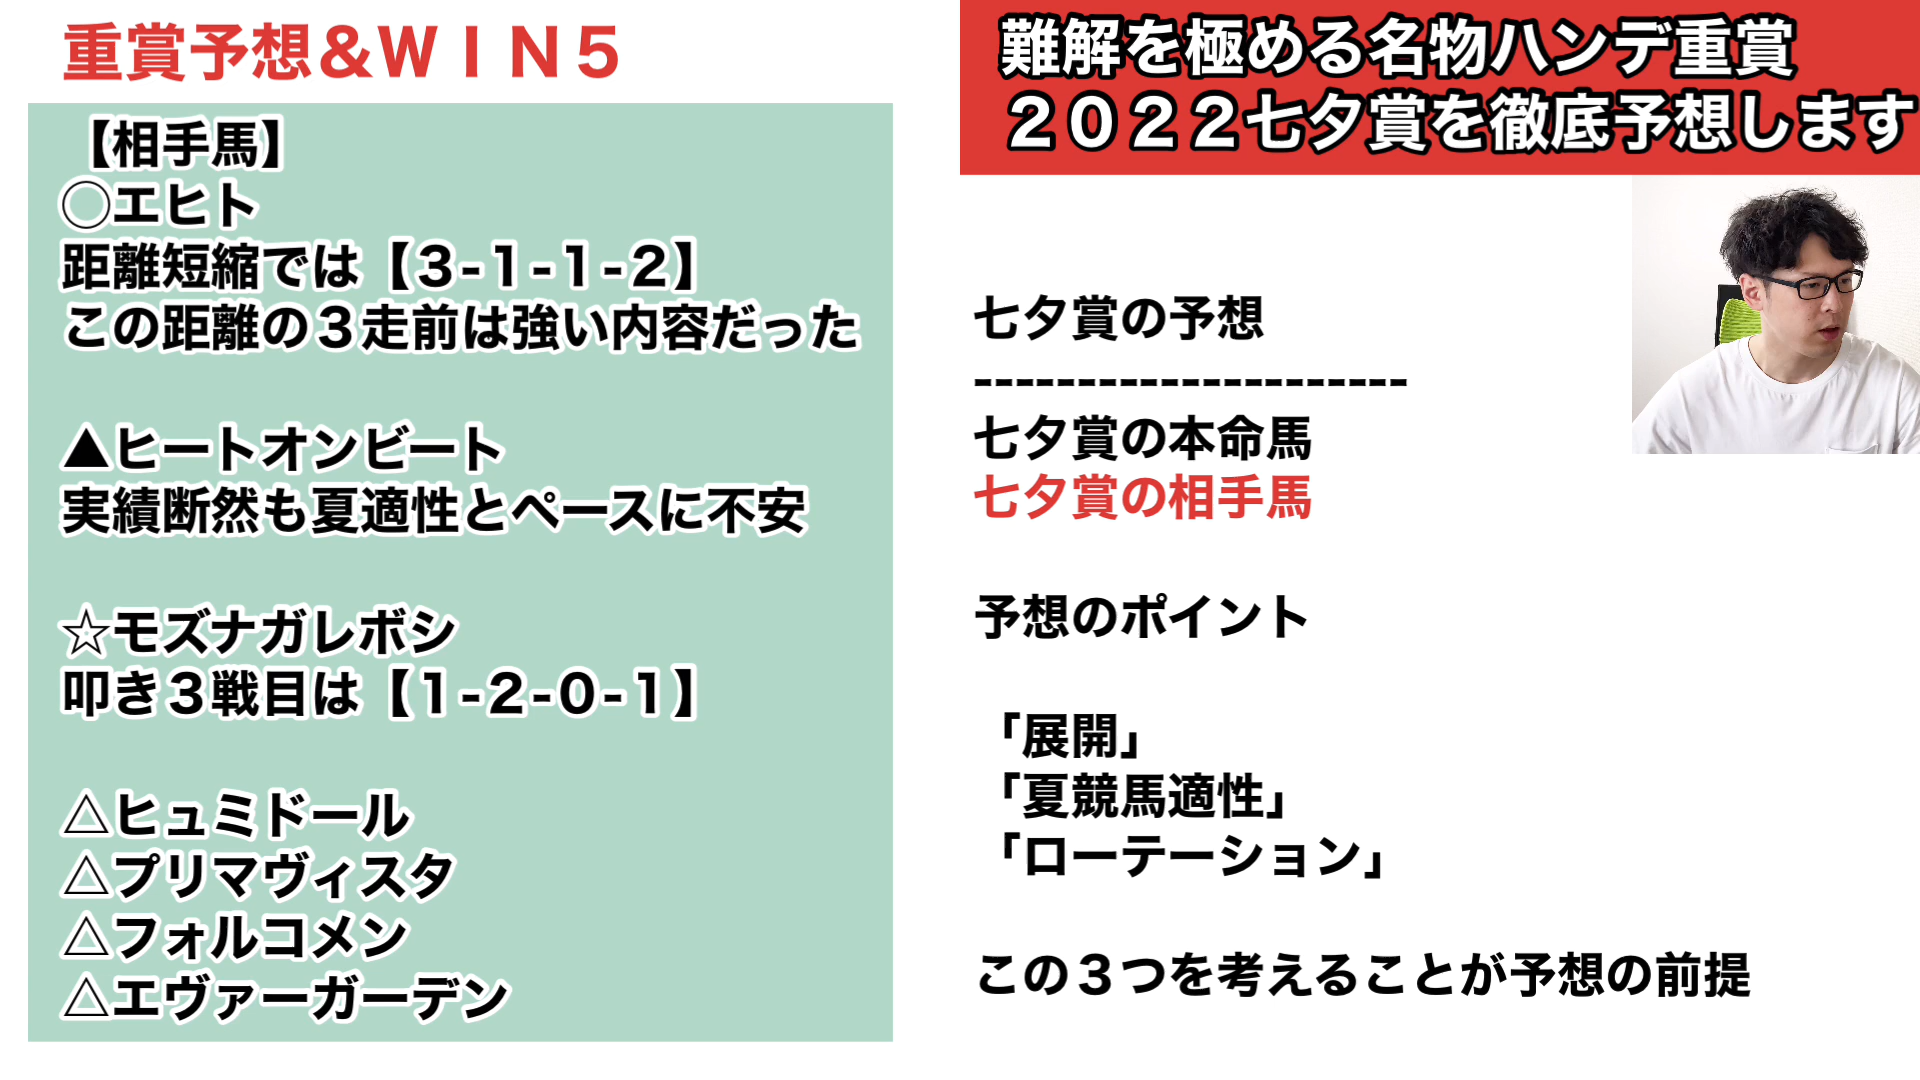 重賞予想＆ＷＩＮ５
【相手馬】
◯エヒト
距離短縮では【３-１-１-２】
この距離の３走前は強い内容だった
▲ヒートオンビート
実績断然も夏適性とペースに不安
☆モズナガレボシ
叩き３戦目は【１-２-０-１】
△ヒュミドール
△プリマヴィスタ
△フォルコメン
△エヴァーガーデン
難解を極める名物ハンデ重賞
２０２２七夕賞を徹底予想します
七夕賞の予想
---------------------
七夕賞の本命馬
七夕賞の相手馬
予想のポイント
「展開」
「夏競馬適性」
「ローテーション」
この３つを考えることが予想の前提